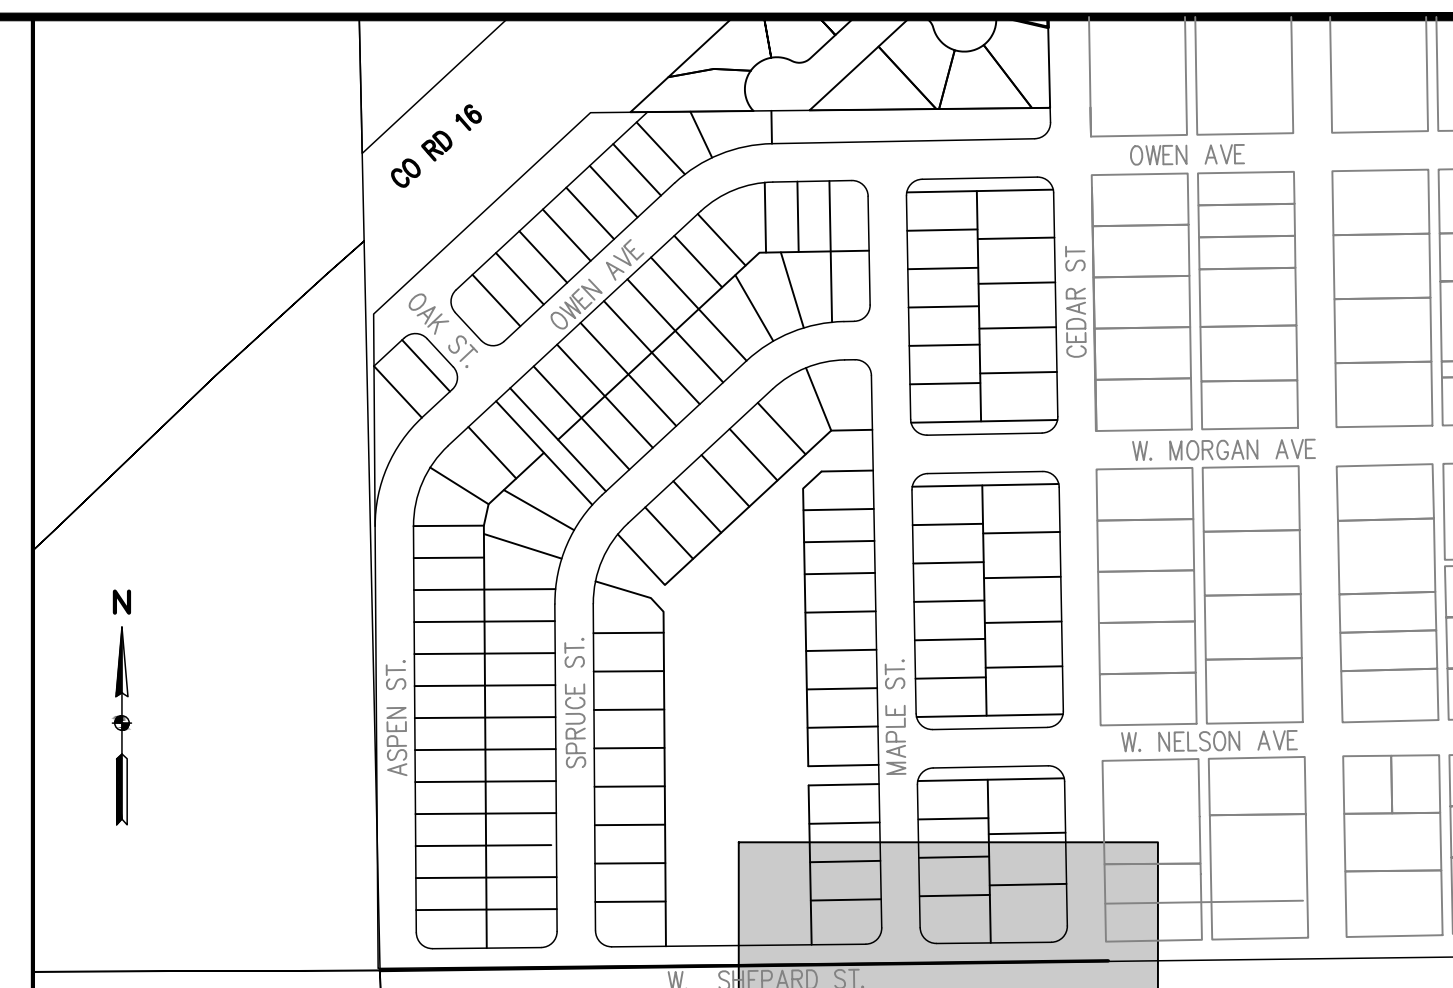 CO RD 16
OWEN AVE
OWEN AVE
OAK ST.
CEDAR ST
W. MORGAN AVE
N
ASPEN ST.
SPRUCE ST.
MAPLE ST.
W. NELSON AVE
W. SHEPARD ST.